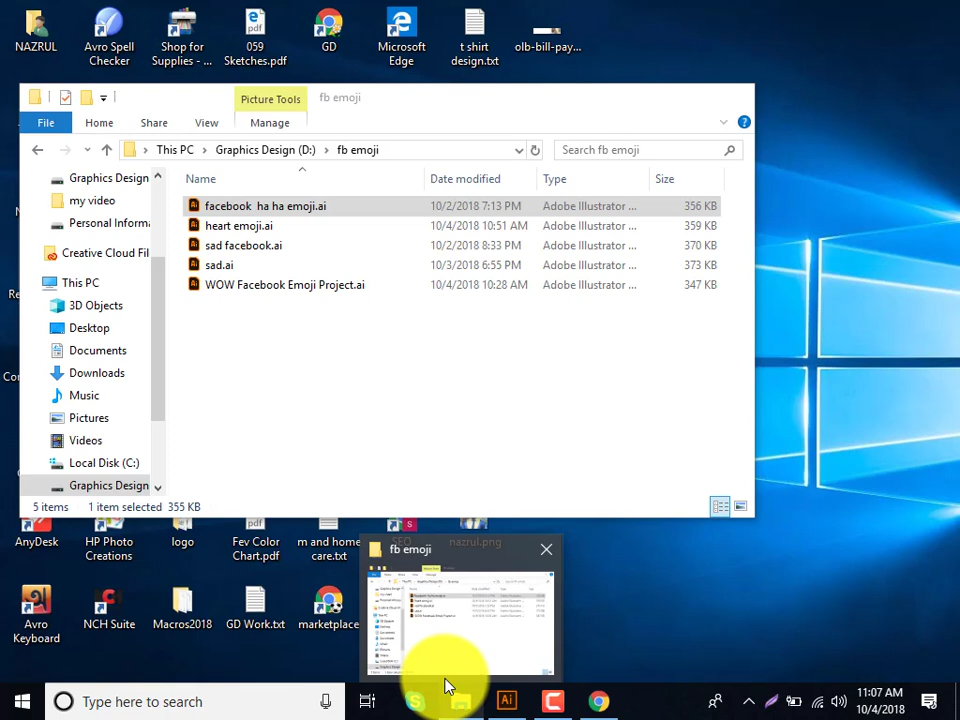 NAZRUL
Avro Spell
Checker
Shop for
Supplies - ...
059
Sketches.pdf
GD
Microsoft
Edge
t shirt
design.txt
olb-bill-pay...
Picture Tools
fb emoji
File
Home
Share
View
Manage
This PC
Graphics Design (D:)
fb emoji
Search fb emoji
Name
Date modified
Type
Size
Graphics Design
my video
Personal Informa
Creative Cloud Fil
This PC
3D Objects
Desktop
Documents
Downloads
Music
Pictures
Videos
Local Disk (C:)
Graphics Design
facebook  ha ha emoji.ai
10/2/2018 7:13 PM
Adobe Illustrator ...
356 KB
heart emoji.ai
10/4/2018 10:51 AM
Adobe Illustrator ...
359 KB
sad facebook.ai
10/2/2018 8:33 PM
Adobe Illustrator ...
370 KB
sad.ai
10/3/2018 6:55 PM
Adobe Illustrator ...
373 KB
WOW Facebook Emoji Project.ai
10/4/2018 10:28 AM
Adobe Illustrator ...
347 KB
5 items
1 item selected
355 KB
AnyDesk
HP Photo
Creations
logo
Fev Color
Chart.pdf
m and home
care.txt
SEO
nazrul.png
fb emoji
Avro
Keyboard
NCH Suite
Macros2018
GD Work.txt
marketplace
Type here to search
11:07 AM
10/4/2018